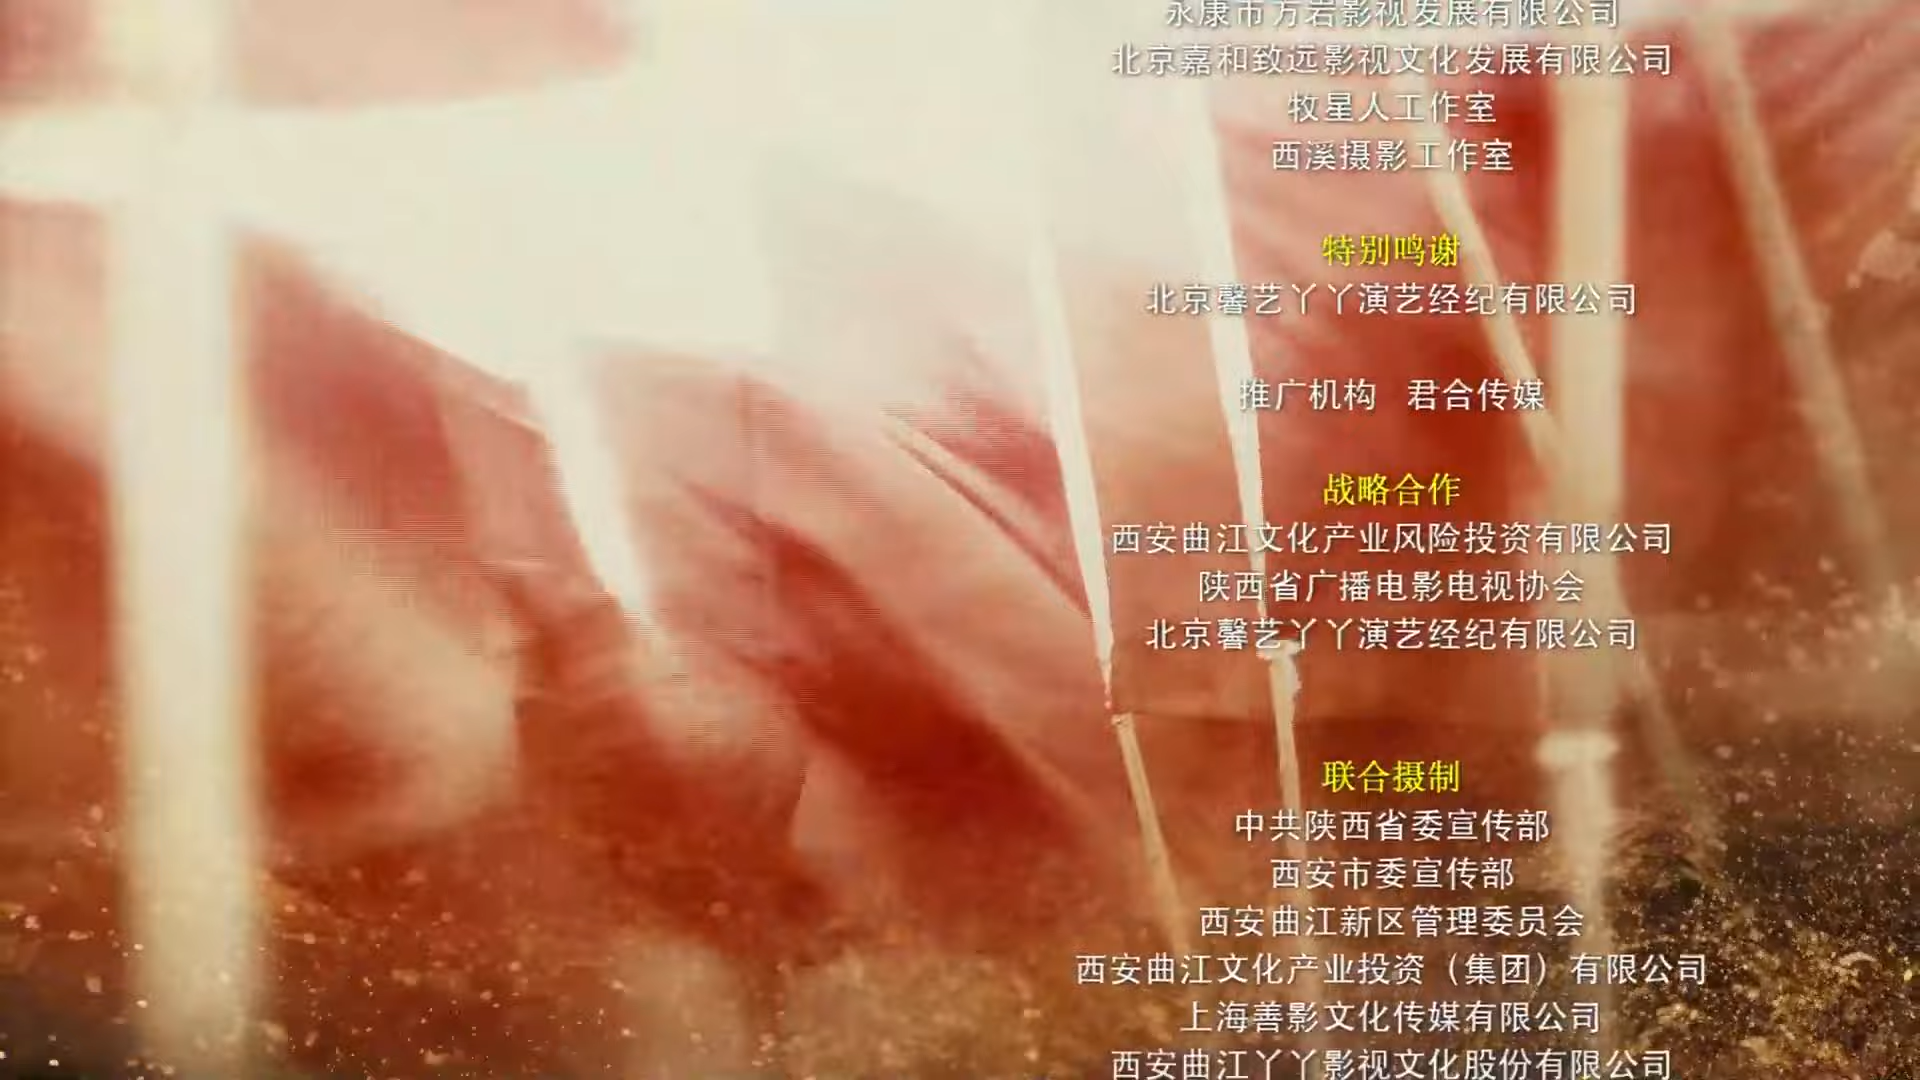 永康市方岩影视发展有限公司
北京嘉和致远影视文化发展有限公司
牧星人工作室
西溪摄影工作室
特别鸣谢
北京馨艺丫丫演艺经纪有限公司
推广机构 君合传媒
战略合作
西安曲江文化产业风险投资有限公司
陕西省广播电影电视协会
北京馨艺丫丫演艺经纪有限公司
联合摄制
中共陕西省委宣传部
西安市委宣传部
西安曲江新区管理委员会
西安曲江文化产业投资（集团）有限公司
上海善影文化传媒有限公司
西安曲江丫丫影视文化股份有限公司